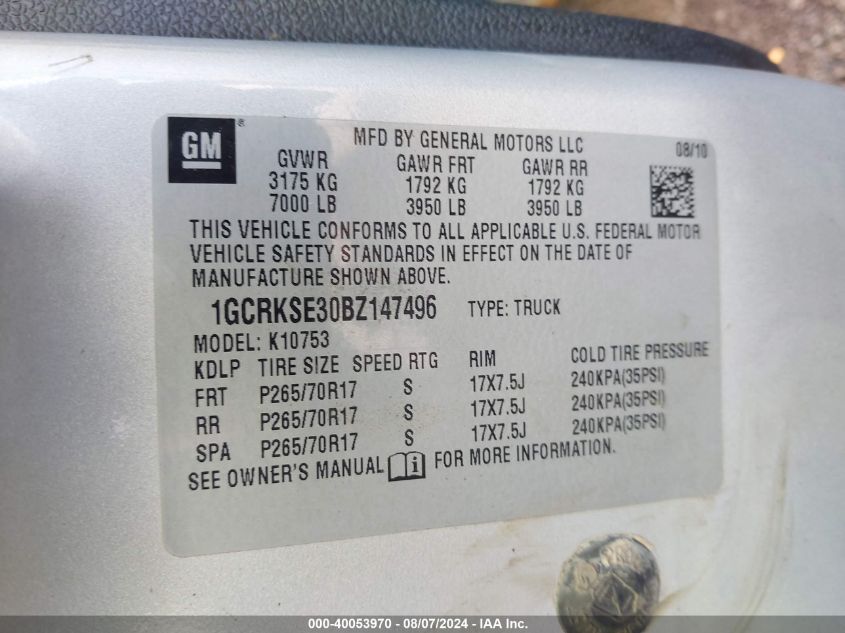 GM ®
MFD BY GENERAL MOTORS LLC 08/10
GVWR GAWR FRT GAWR RR
3175 KG 1792 KG 1792 KG
7000 LB 3950 LB 3950 LB
THIS VEHICLE CONFORMS TO ALL APPLICABLE U.S. FEDERAL MOTOR
VEHICLE SAFETY STANDARDS IN EFFECT ON THE DATE OF
MANUFACTURE SHOWN ABOVE.
1GCRKSE30BZ147496 TYPE: TRUCK
MODEL: K10753
KDLP TIRE SIZE SPEED RTG RIM COLD TIRE PRESSURE
FRT P265/70R17 S 17X7.5J 240KPA(35PSI)
RR P265/70R17 S 17X7.5J 240KPA(35PSI)
SPA P265/70R17 S 17X7.5J 240KPA(35PSI)
SEE OWNER'S MANUAL i FOR MORE INFORMATION.
000-40053970 - 08/07/2024 - IAA Inc.